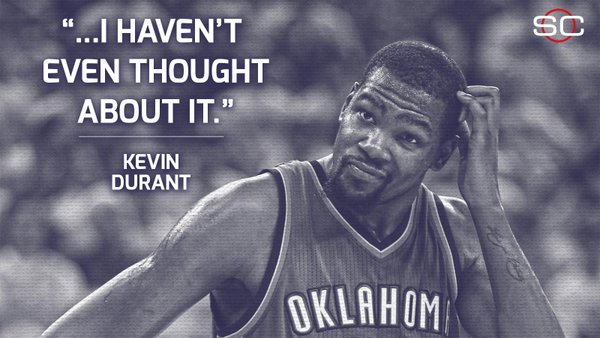 “...I HAVEN’T
EVEN THOUGHT
ABOUT IT.”
KEVIN
DURANT
SC
OKLAHOM